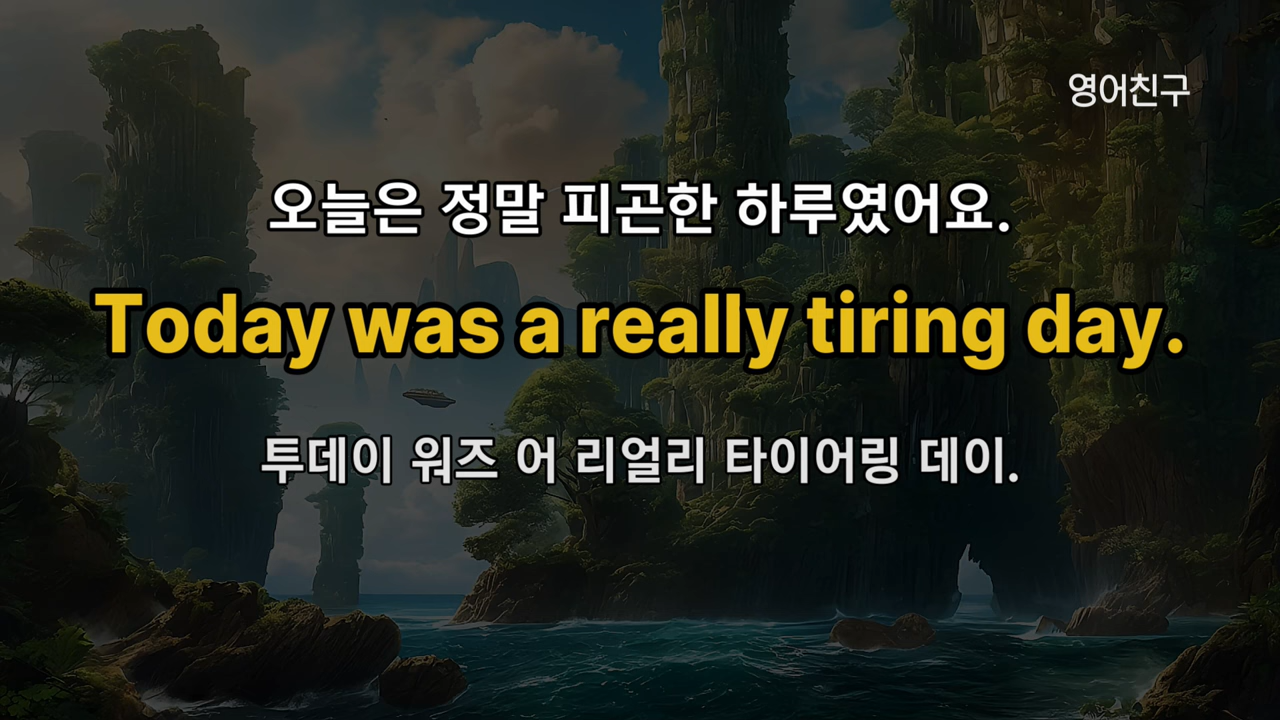 영어친구
오늘은 정말 피곤한 하루였어요.
Today was a really tiring day.
투데이 워즈 어 리얼리 타이어링 데이.